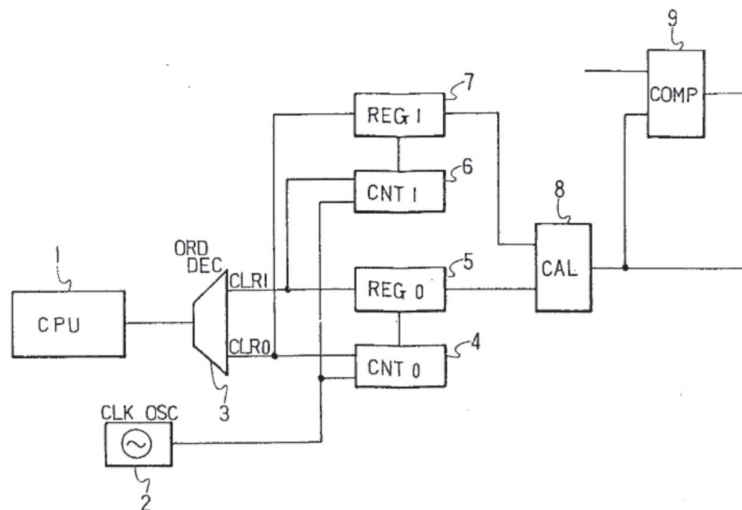 9
COMP
7
REG 1
6
CNT 1
8
CAL
ORD
DEC
1
CPU
CLR1
5
REG 0
CLR0
4
CNT 0
3
CLK OSC
2